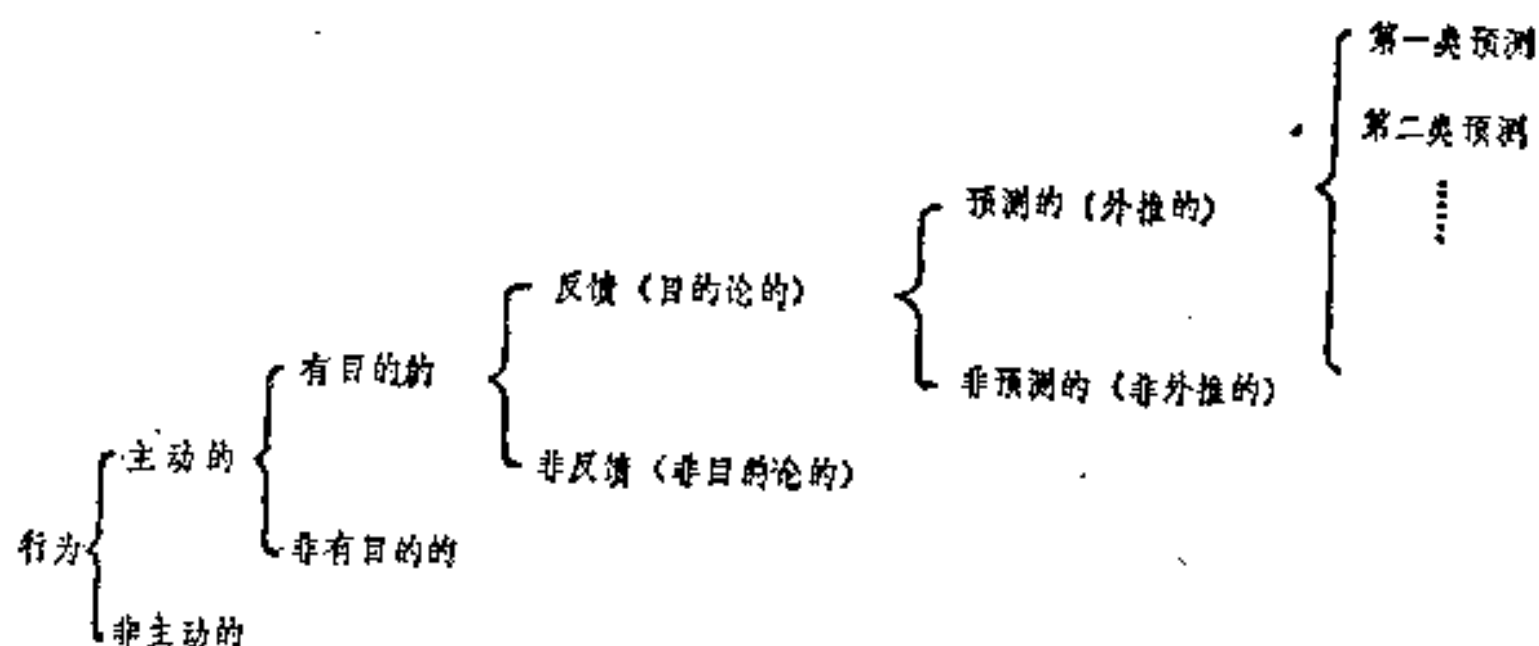 第一类预测
第二类预测
预测的（外推的）
反馈（目的论的）
有目的的
非预测的（非外推的）
主动的
非反馈（非目的论的）
行为
非有目的的
非主动的